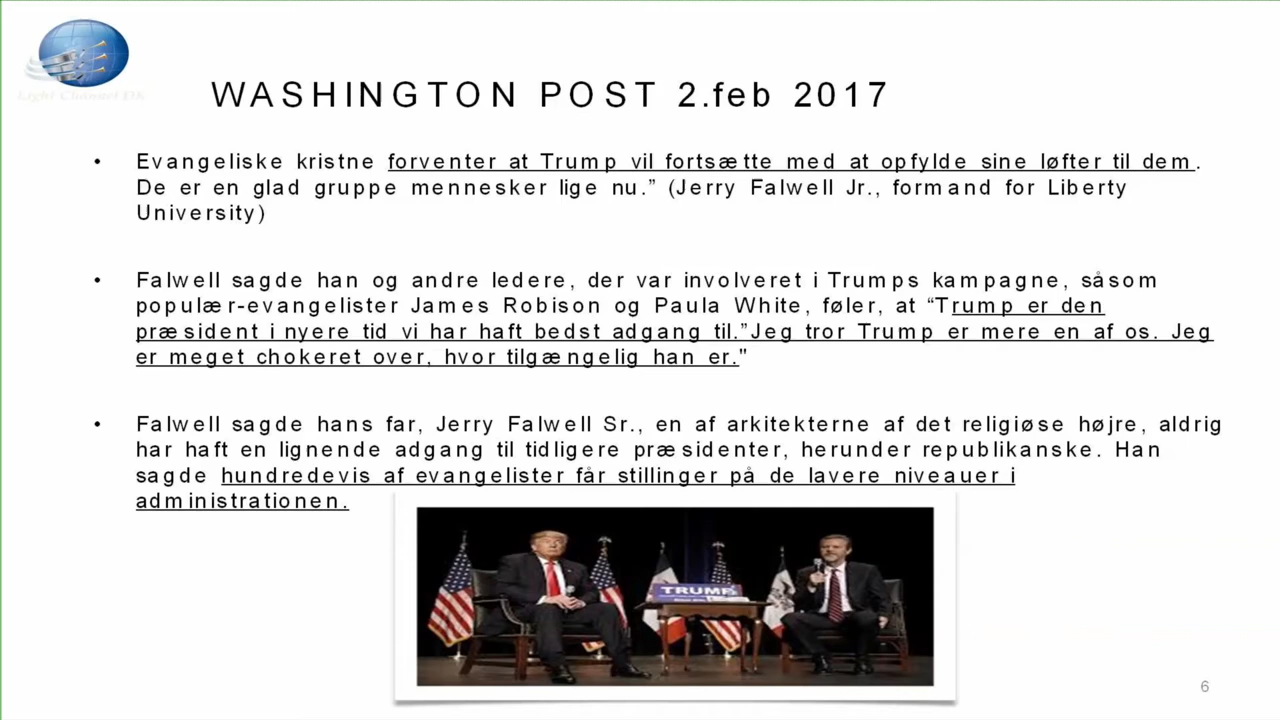 Light Channel DK
WASHINGTON POST 2.feb 2017
• Evangeliske kristne forventer at Trump vil fortsætte med at opfylde sine løfter til dem.
De er en glad gruppe mennesker lige nu.” (Jerry Falwell Jr., formand for Liberty
University)
• Falwell sagde han og andre ledere, der var involveret i Trumps kampagne, såsom
populær-evangelister James Robison og Paula White, føler, at “Trump er den
præsident i nyere tid vi har haft bedst adgang til.”Jeg tror Trump er mere en af os. Jeg
er meget chokeret over, hvor tilgængelig han er."
• Falwell sagde hans far, Jerry Falwell Sr., en af arkitekterne af det religiøse højre, aldrig
har haft en lignende adgang til tidligere præsidenter, herunder republikanske. Han
sagde hundredevis af evangelister får stillinger på de lavere niveauer i
administrationen.
TRUMP
6